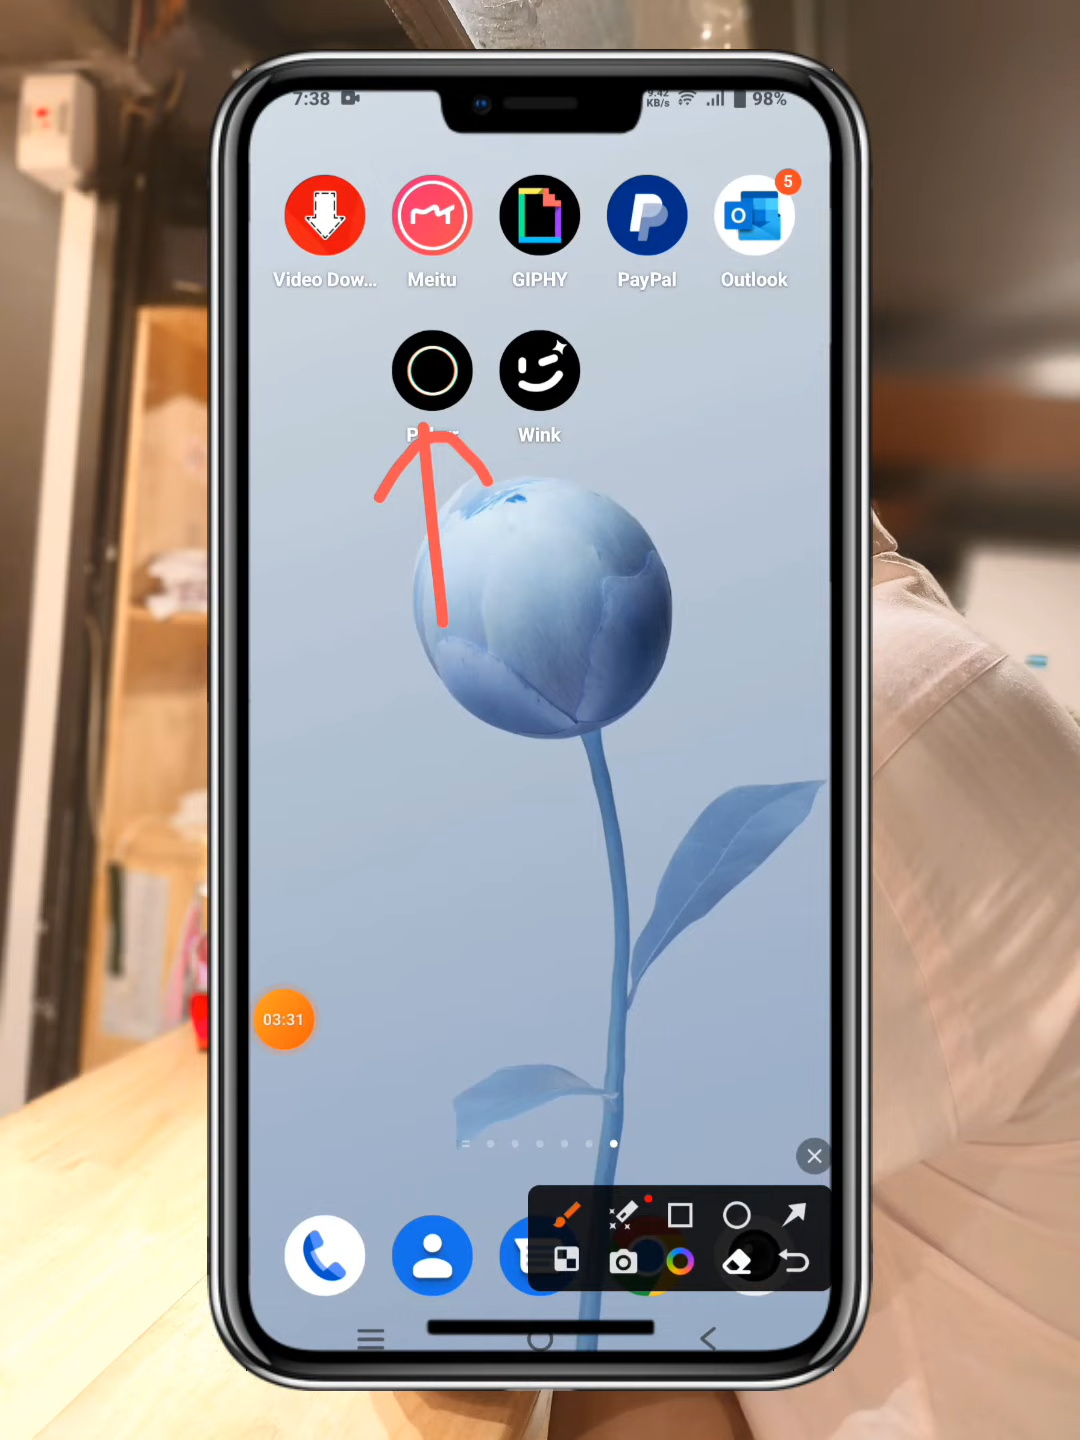 7:38
9.42
KB/s
98%
5
Video Dow...
Meitu
GIPHY
PayPal
Outlook
Wink
03:31